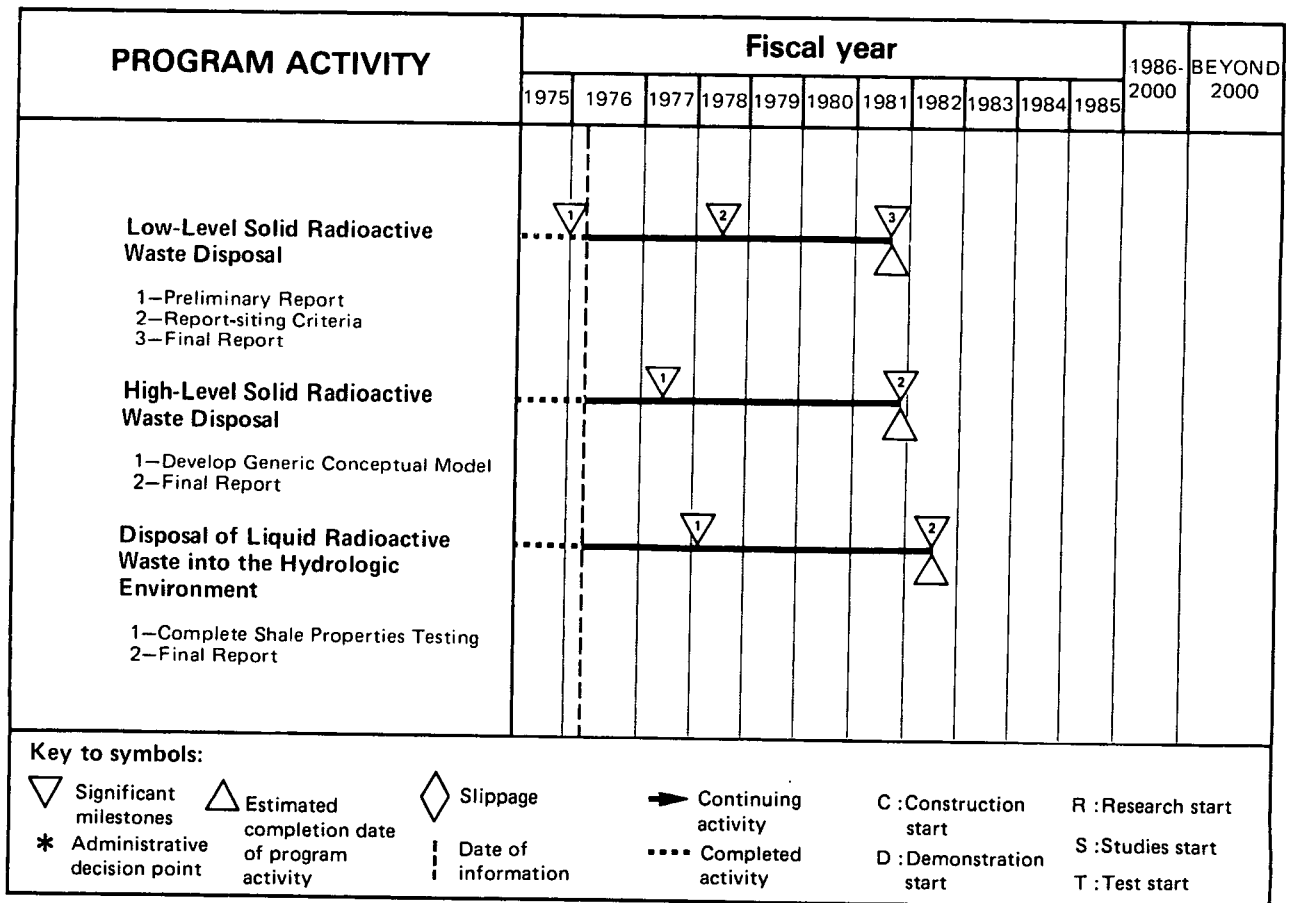 PROGRAM ACTIVITY
Fiscal year
1986-
2000
BEYOND
2000
1975 1976 1977 1978 1979 1980 1981 1982 1983 1984 1985
Low-Level Solid Radioactive
Waste Disposal
1 2 3
1—Preliminary Report
2—Report-siting Criteria
3—Final Report
High-Level Solid Radioactive
Waste Disposal
1 2
1—Develop Generic Conceptual Model
2—Final Report
Disposal of Liquid Radioactive
Waste into the Hydrologic
Environment
1 2
1—Complete Shale Properties Testing
2—Final Report
Key to symbols:
Significant
milestones
* Administrative
decision point
Estimated
completion date
of program
activity
Slippage
Date of
information
Continuing
activity
Completed
activity
C :Construction
start
D :Demonstration
start
R :Research start
S :Studies start
T :Test start